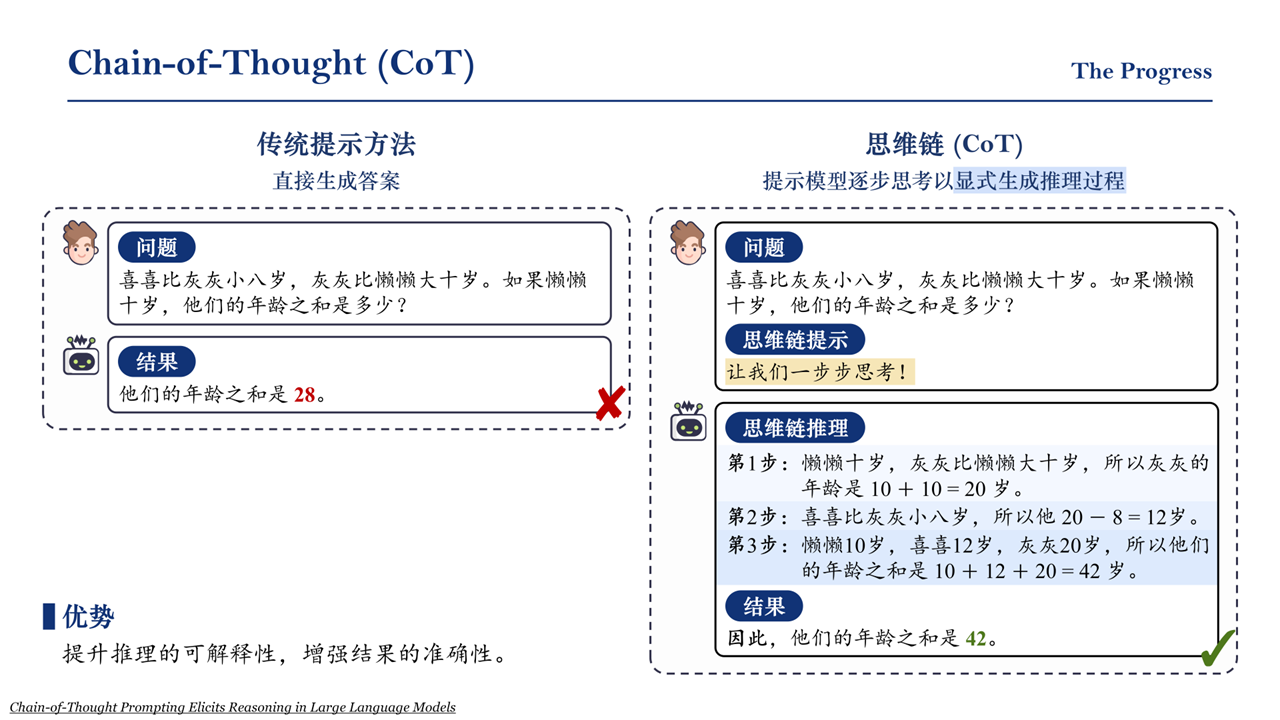 Chain-of-Thought (CoT)
The Progress
传统提示方法
直接生成答案
问题
喜喜比灰灰小八岁，灰灰比懒懒大十岁。如果懒懒
十岁，他们的年龄之和是多少？
结果
他们的年龄之和是 28。
思维链 (CoT)
提示模型逐步思考以显式生成推理过程
问题
喜喜比灰灰小八岁，灰灰比懒懒大十岁。如果懒懒
十岁，他们的年龄之和是多少？
思维链提示
让我们一步步思考！
思维链推理
第1步：懒懒十岁，灰灰比懒懒大十岁，所以灰灰的
年龄是 10 + 10 = 20 岁。
第2步：喜喜比灰灰小八岁，所以他 20 − 8 = 12岁。
第3步：懒懒10岁，喜喜12岁，灰灰20岁，所以他们
的年龄之和是 10 + 12 + 20 = 42 岁。
结果
因此，他们的年龄之和是 42。
优势
提升推理的可解释性，增强结果的准确性。
Chain-of-Thought Prompting Elicits Reasoning in Large Language Models